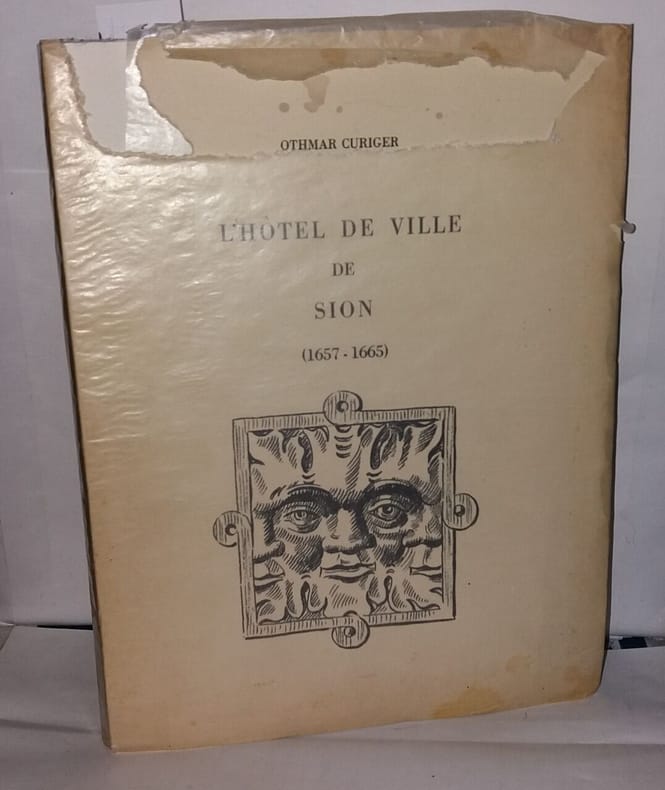 OTHMAR CURIGER
L'HÔTEL DE VILLE
DE
SION
(1657 - 1665)